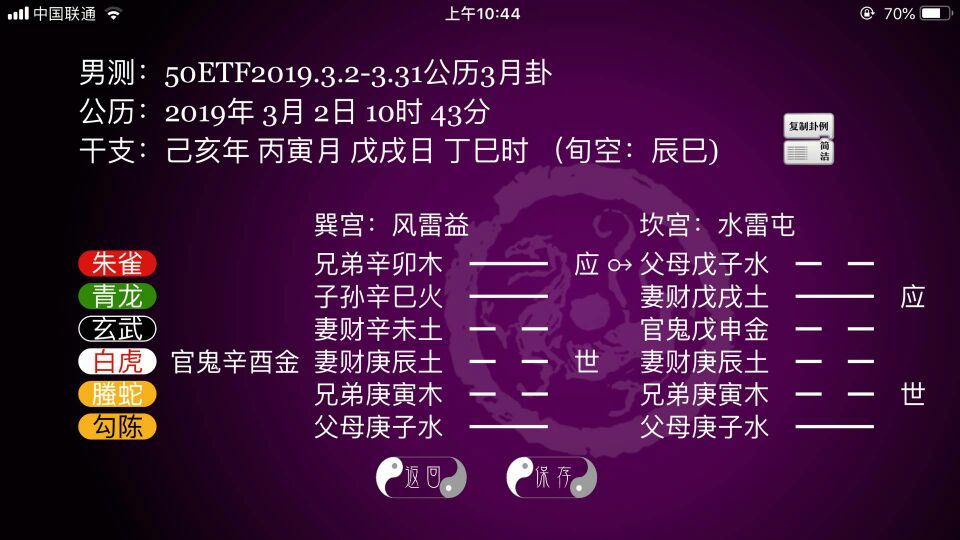 中国联通 上午10:44 70%
男测：50ETF2019.3.2-3.31公历3月卦
公历：2019年 3月 2日 10时 43分
干支：己亥年 丙寅月 戊戌日 丁巳时 （旬空：辰巳）
复制卦例
简洁
巽宫：风雷益 坎宫：水雷屯
朱雀 兄弟辛卯木 应 父母戊子水
青龙 子孙辛巳火 妻财戊戌土 应
玄武 妻财辛未土 官鬼戊申金
白虎 官鬼辛酉金 妻财庚辰土 世 妻财庚辰土
螣蛇 兄弟庚寅木 兄弟庚寅木 世
勾陈 父母庚子水 父母庚子水
返回 保存